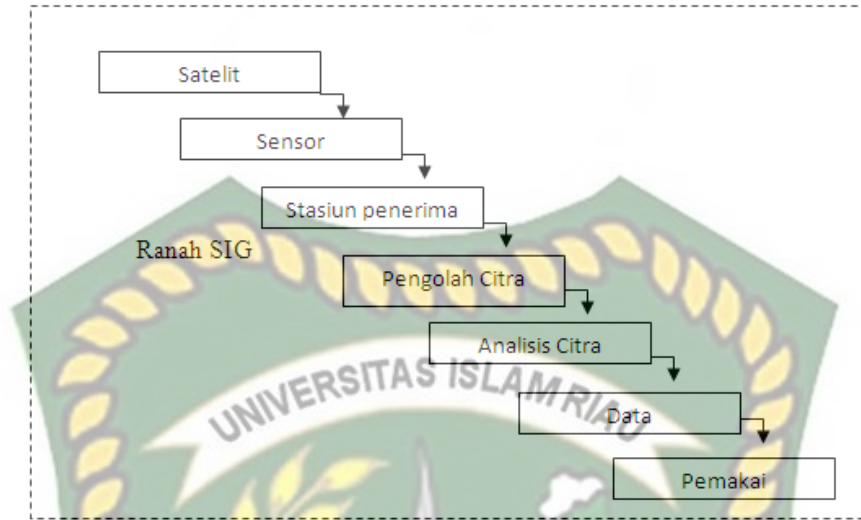 Satelit
Sensor
Stasiun penerima
Ranah SIG
Pengolah Citra
Analisis Citra
UNIVERSITAS ISLAM RIAU
Data
Pemakai